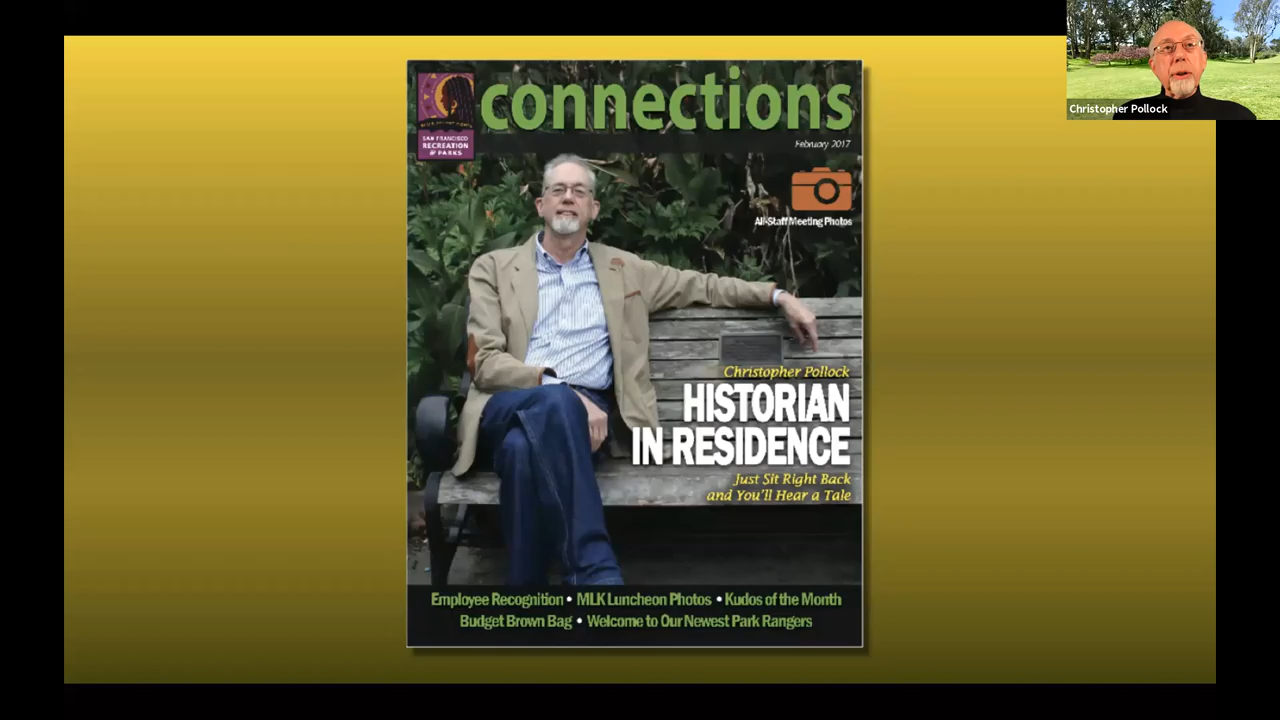 Christopher Pollock
connections
SAN FRANCISCO
RECREATION
& PARKS
February 2017
All-Staff Meeting Photos
Christopher Pollock
HISTORIAN
IN RESIDENCE
Just Sit Right Back
and You'll Hear a Tale
Employee Recognition • MLK Luncheon Photos • Kudos of the Month
Budget Brown Bag • Welcome to Our Newest Park Rangers